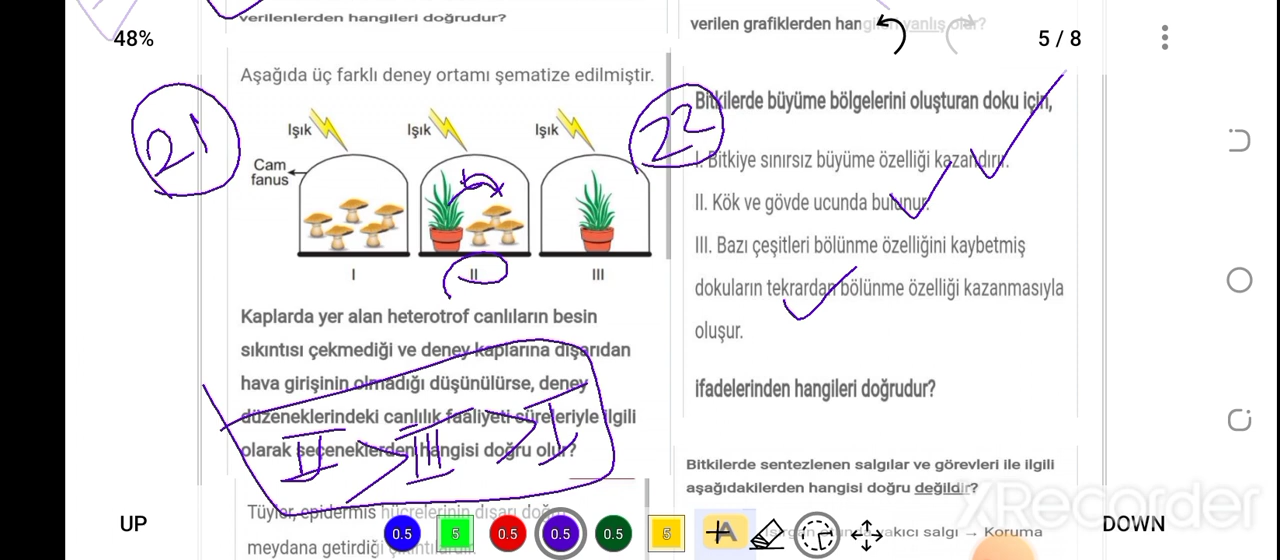 verilenlerden hangileri doğrudur?
48%
Aşağıda üç farklı deney ortamı şematize edilmiştir.
21
Işık
Işık
Işık
Cam
fanus
I
II
III
Kaplarda yer alan heterotrof canlıların besin
sıkıntısı çekmediği ve deney kaplarına dışarıdan
hava girişinin olmadığı düşünülürse, deney
düzeneklerindeki canlılık faaliyeti süreleriyle ilgili
olarak seçeneklerden hangisi doğru olur?
II > III > I
Tüyler, epidermis hücrelerinin dışarı doğru
meydana getirdiği çıkıntılardır.
verilen grafiklerden hangileri yanlış olur?
5 / 8
22
Bitkilerde büyüme bölgelerini oluşturan doku için,
I. Bitkiye sınırsız büyüme özelliği kazandırır.
II. Kök ve gövde ucunda bulunur.
III. Bazı çeşitleri bölünme özelliğini kaybetmiş
dokuların tekrardan bölünme özelliği kazanmasıyla
oluşur.
ifadelerinden hangileri doğrudur?
Bitkilerde sentezlenen salgılar ve görevleri ile ilgili
aşağıdakilerden hangisi doğru değildir?
yakıcı salgı → Koruma
UP
0.5
5
0.5
0.5
0.5
5
A
DOWN
Recorder